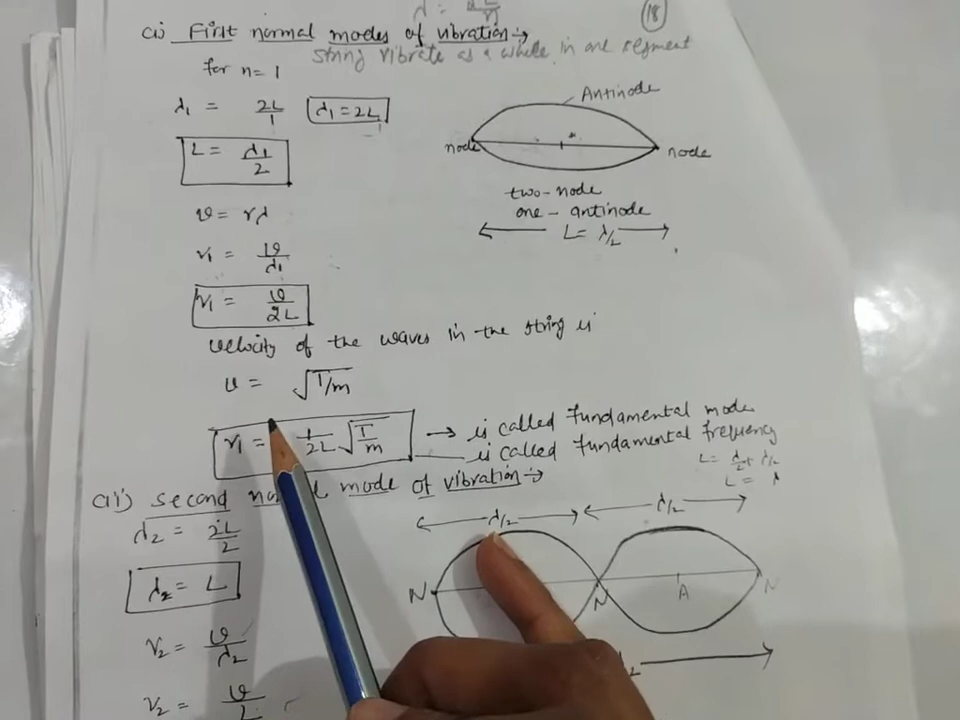 λ = 2L/n
(18)
(i) First normal modes of vibration :→
String vibrate as a whole in one segment
for n = 1
λ₁ = 2L/1 λ₁ = 2L
Antinode
node node
L = λ₁/2
two-node
one-antinode
L = λ/2
υ = νλ
ν₁ = υ/λ₁
ν₁ = υ/2L
velocity of the waves in the string is
υ = √T/m
ν₁ = 1/2L √T/m → is called fundamental mode
is called fundamental frequency
L = λ/2 + λ/2
L = λ
(ii) Second mode of vibration :→
λ₂ = 2L/2
λ/2 λ/2
λ₂ = L
N N A N
ν₂ = υ/λ₂
ν₂ = υ/L